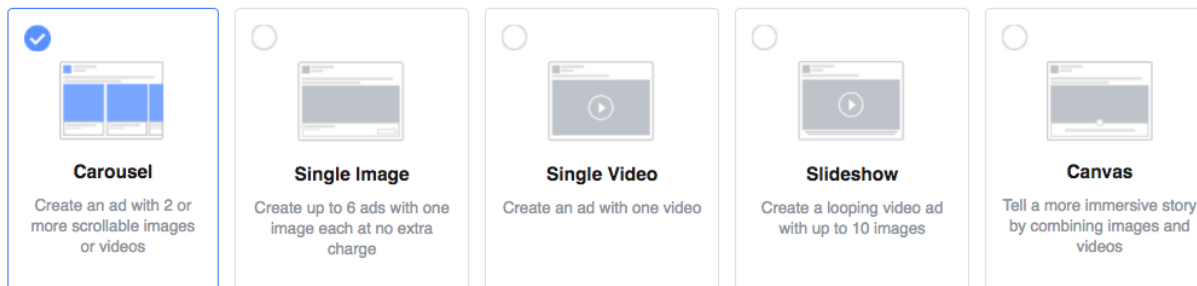 Carousel
Create an ad with 2 or
more scrollable images
or videos
Single Image
Create up to 6 ads with one
image each at no extra
charge
Single Video
Create an ad with one video
Slideshow
Create a looping video ad
with up to 10 images
Canvas
Tell a more immersive story
by combining images and
videos